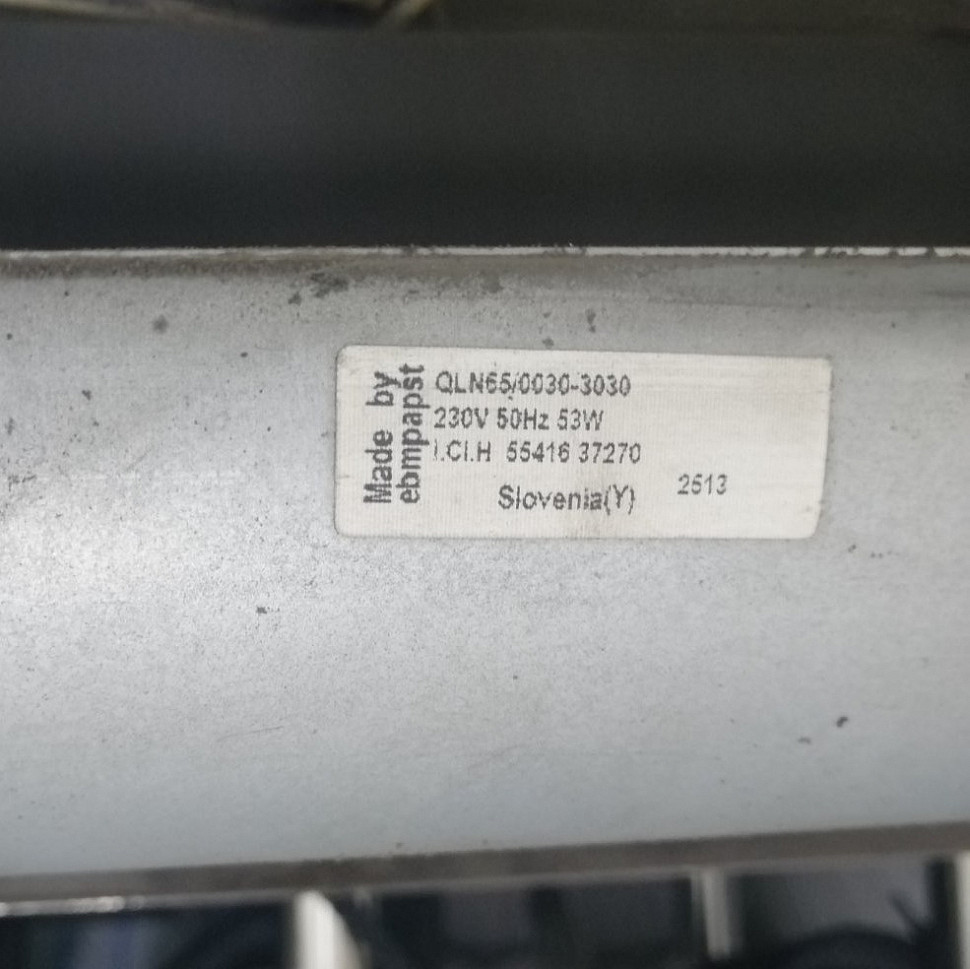 Made by
ebmpapst
QLN65/0030-3030
230V 50Hz 53W
I.Cl.H 55416 37270
Slovenia(Y)
2513